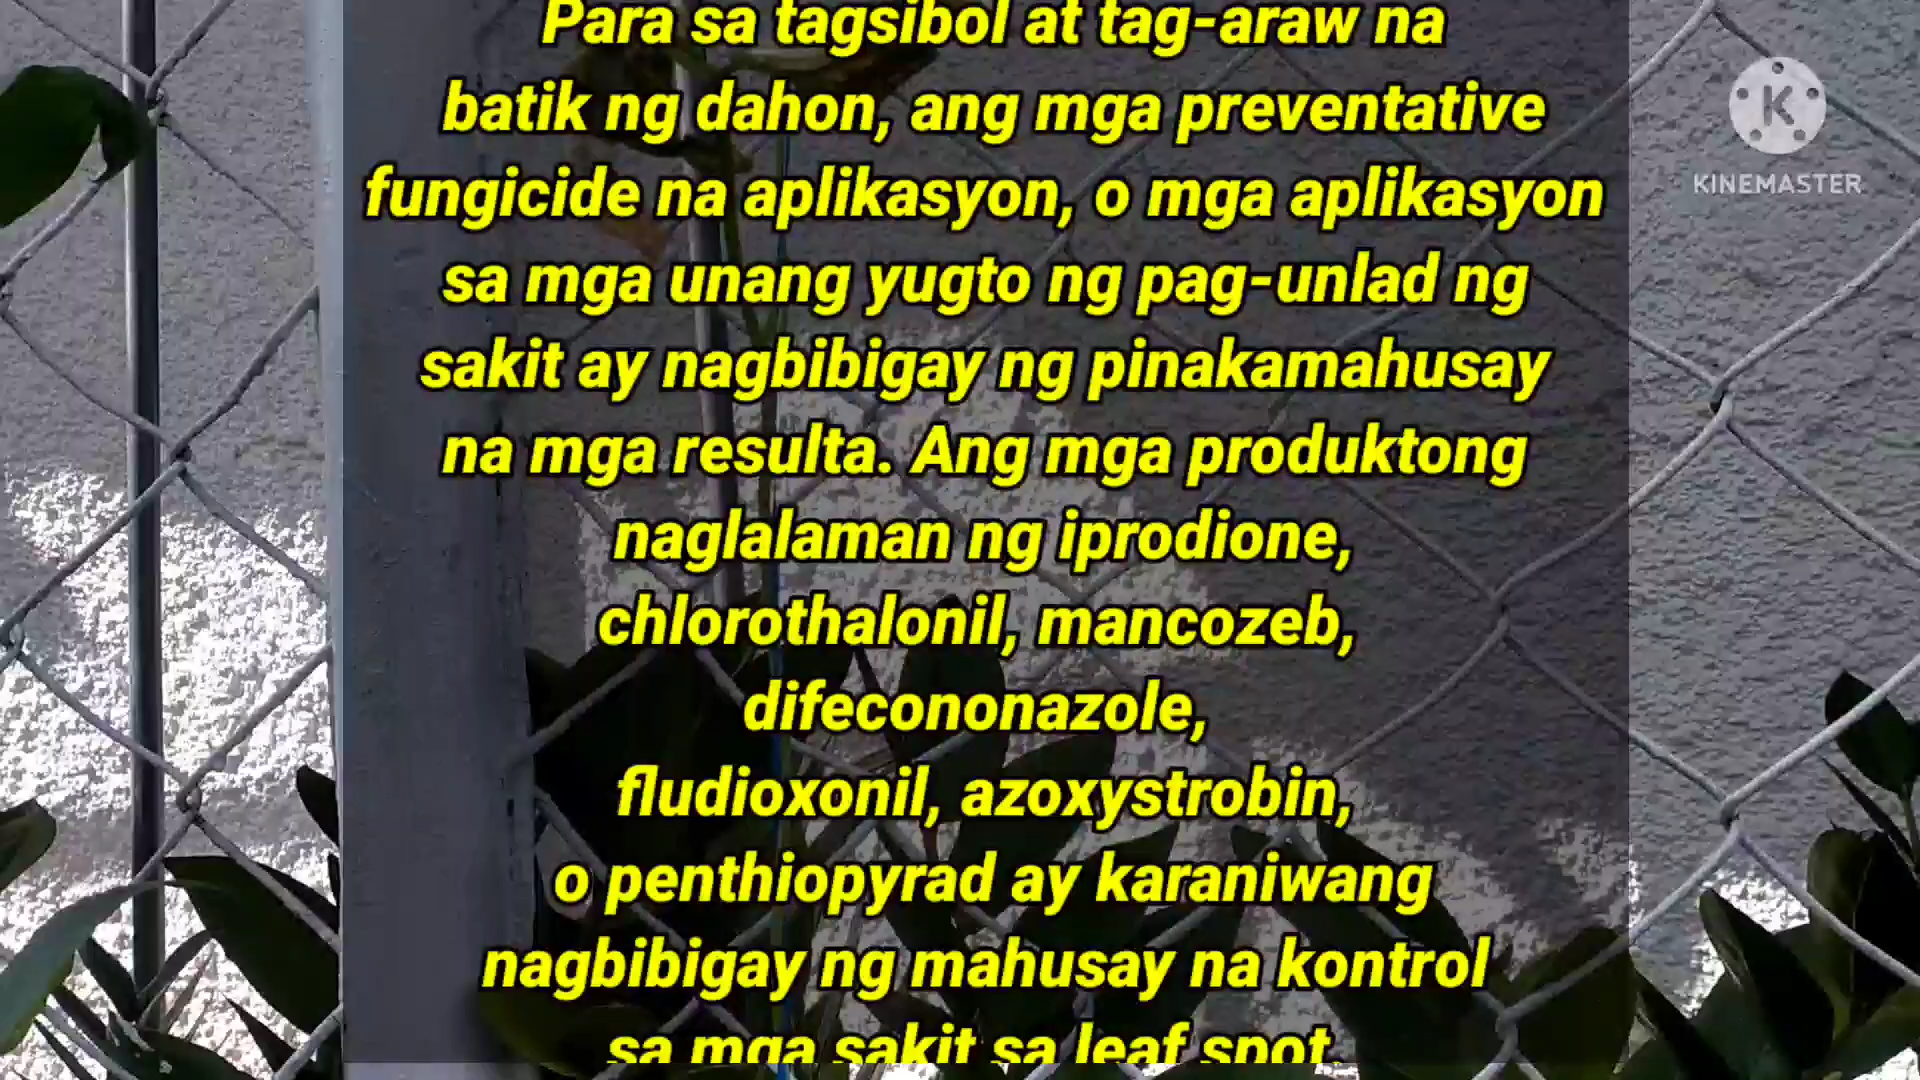 Para sa tagsibol at tag-araw na
batik ng dahon, ang mga preventative
fungicide na aplikasyon, o mga aplikasyon
sa mga unang yugto ng pag-unlad ng
sakit ay nagbibigay ng pinakamahusay
na mga resulta. Ang mga produktong
naglalaman ng iprodione,
chlorothalonil, mancozeb,
difecononazole,
fludioxonil, azoxystrobin,
o penthiopyrad ay karaniwang
nagbibigay ng mahusay na kontrol
sa mga sakit sa leaf spot.
K
KINEMASTER